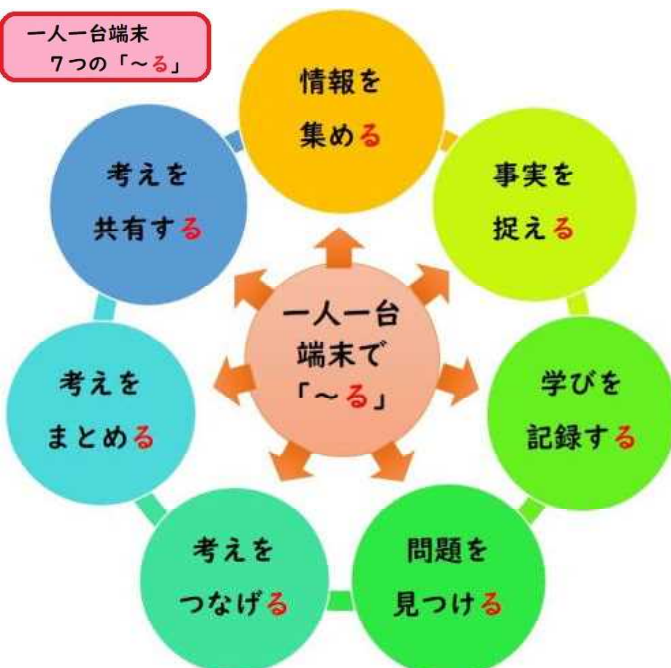 一人一台端末
7つの「～る」
情報を
集める
事実を
捉える
学びを
記録する
問題を
見つける
考えを
つなげる
考えを
まとめる
考えを
共有する
一人一台
端末で
「～る」